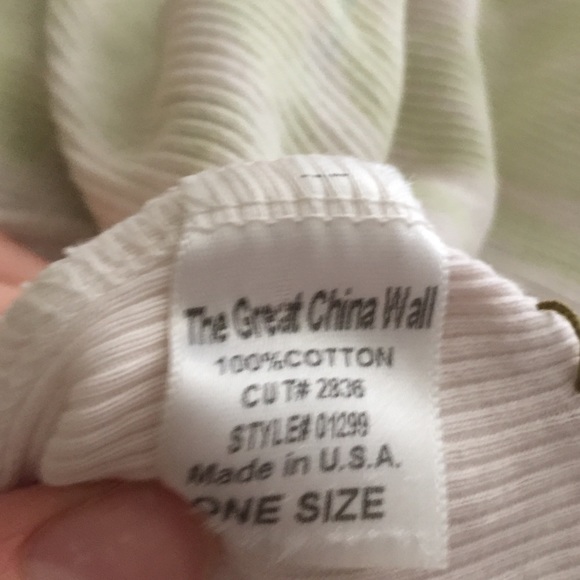 The Great China Wall
100%COTTON
CUT# 2836
STYLE# 01299
Made in U.S.A.
ONE SIZE